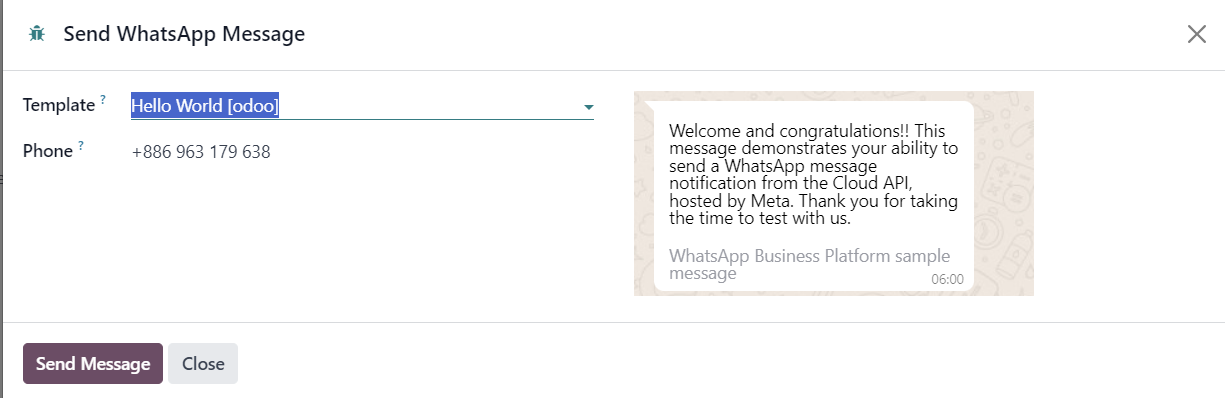 Send WhatsApp Message
Template ?
Hello World [odoo]
Phone ?
+886 963 179 638
Welcome and congratulations!! This
message demonstrates your ability to
send a WhatsApp message
notification from the Cloud API,
hosted by Meta. Thank you for taking
the time to test with us.
WhatsApp Business Platform sample
message
06:00
Send Message
Close